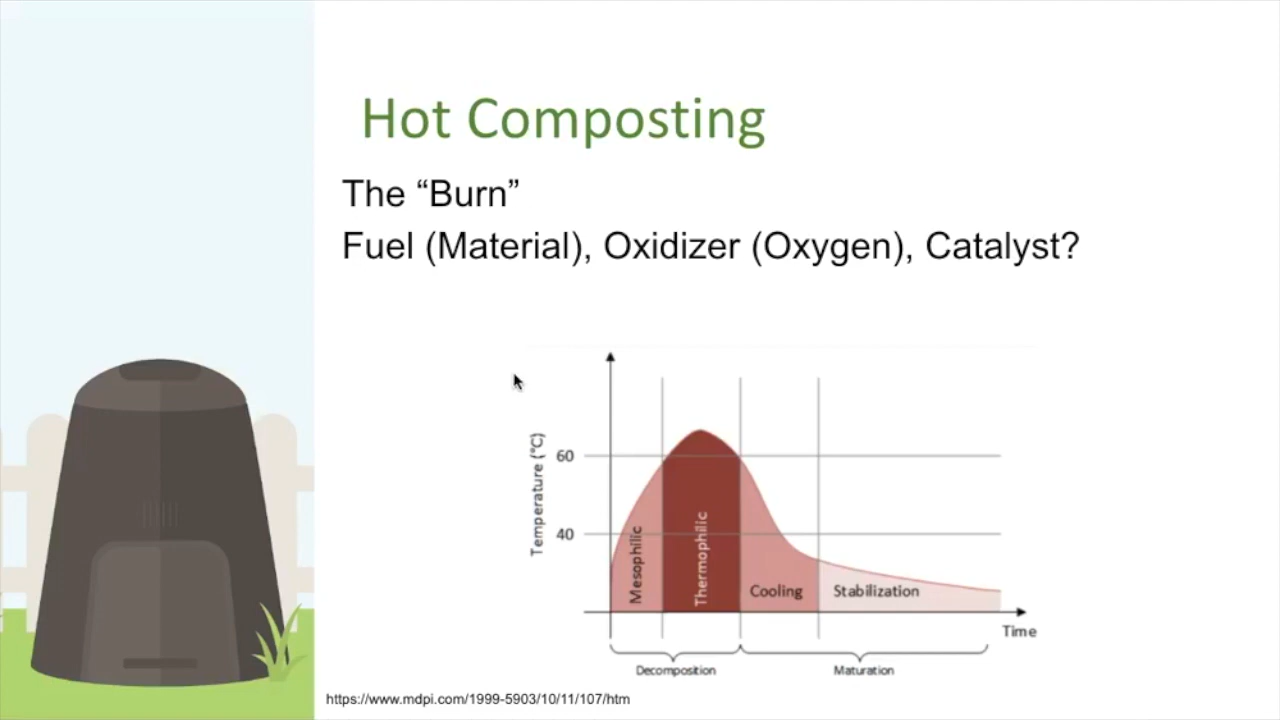 Hot Composting
The “Burn”
Fuel (Material), Oxidizer (Oxygen), Catalyst?
Temperature (°C)
60
40
Mesophilic
Thermophilic
Cooling
Stabilization
Time
Decomposition
Maturation
https://www.mdpi.com/1999-5903/10/11/107/htm